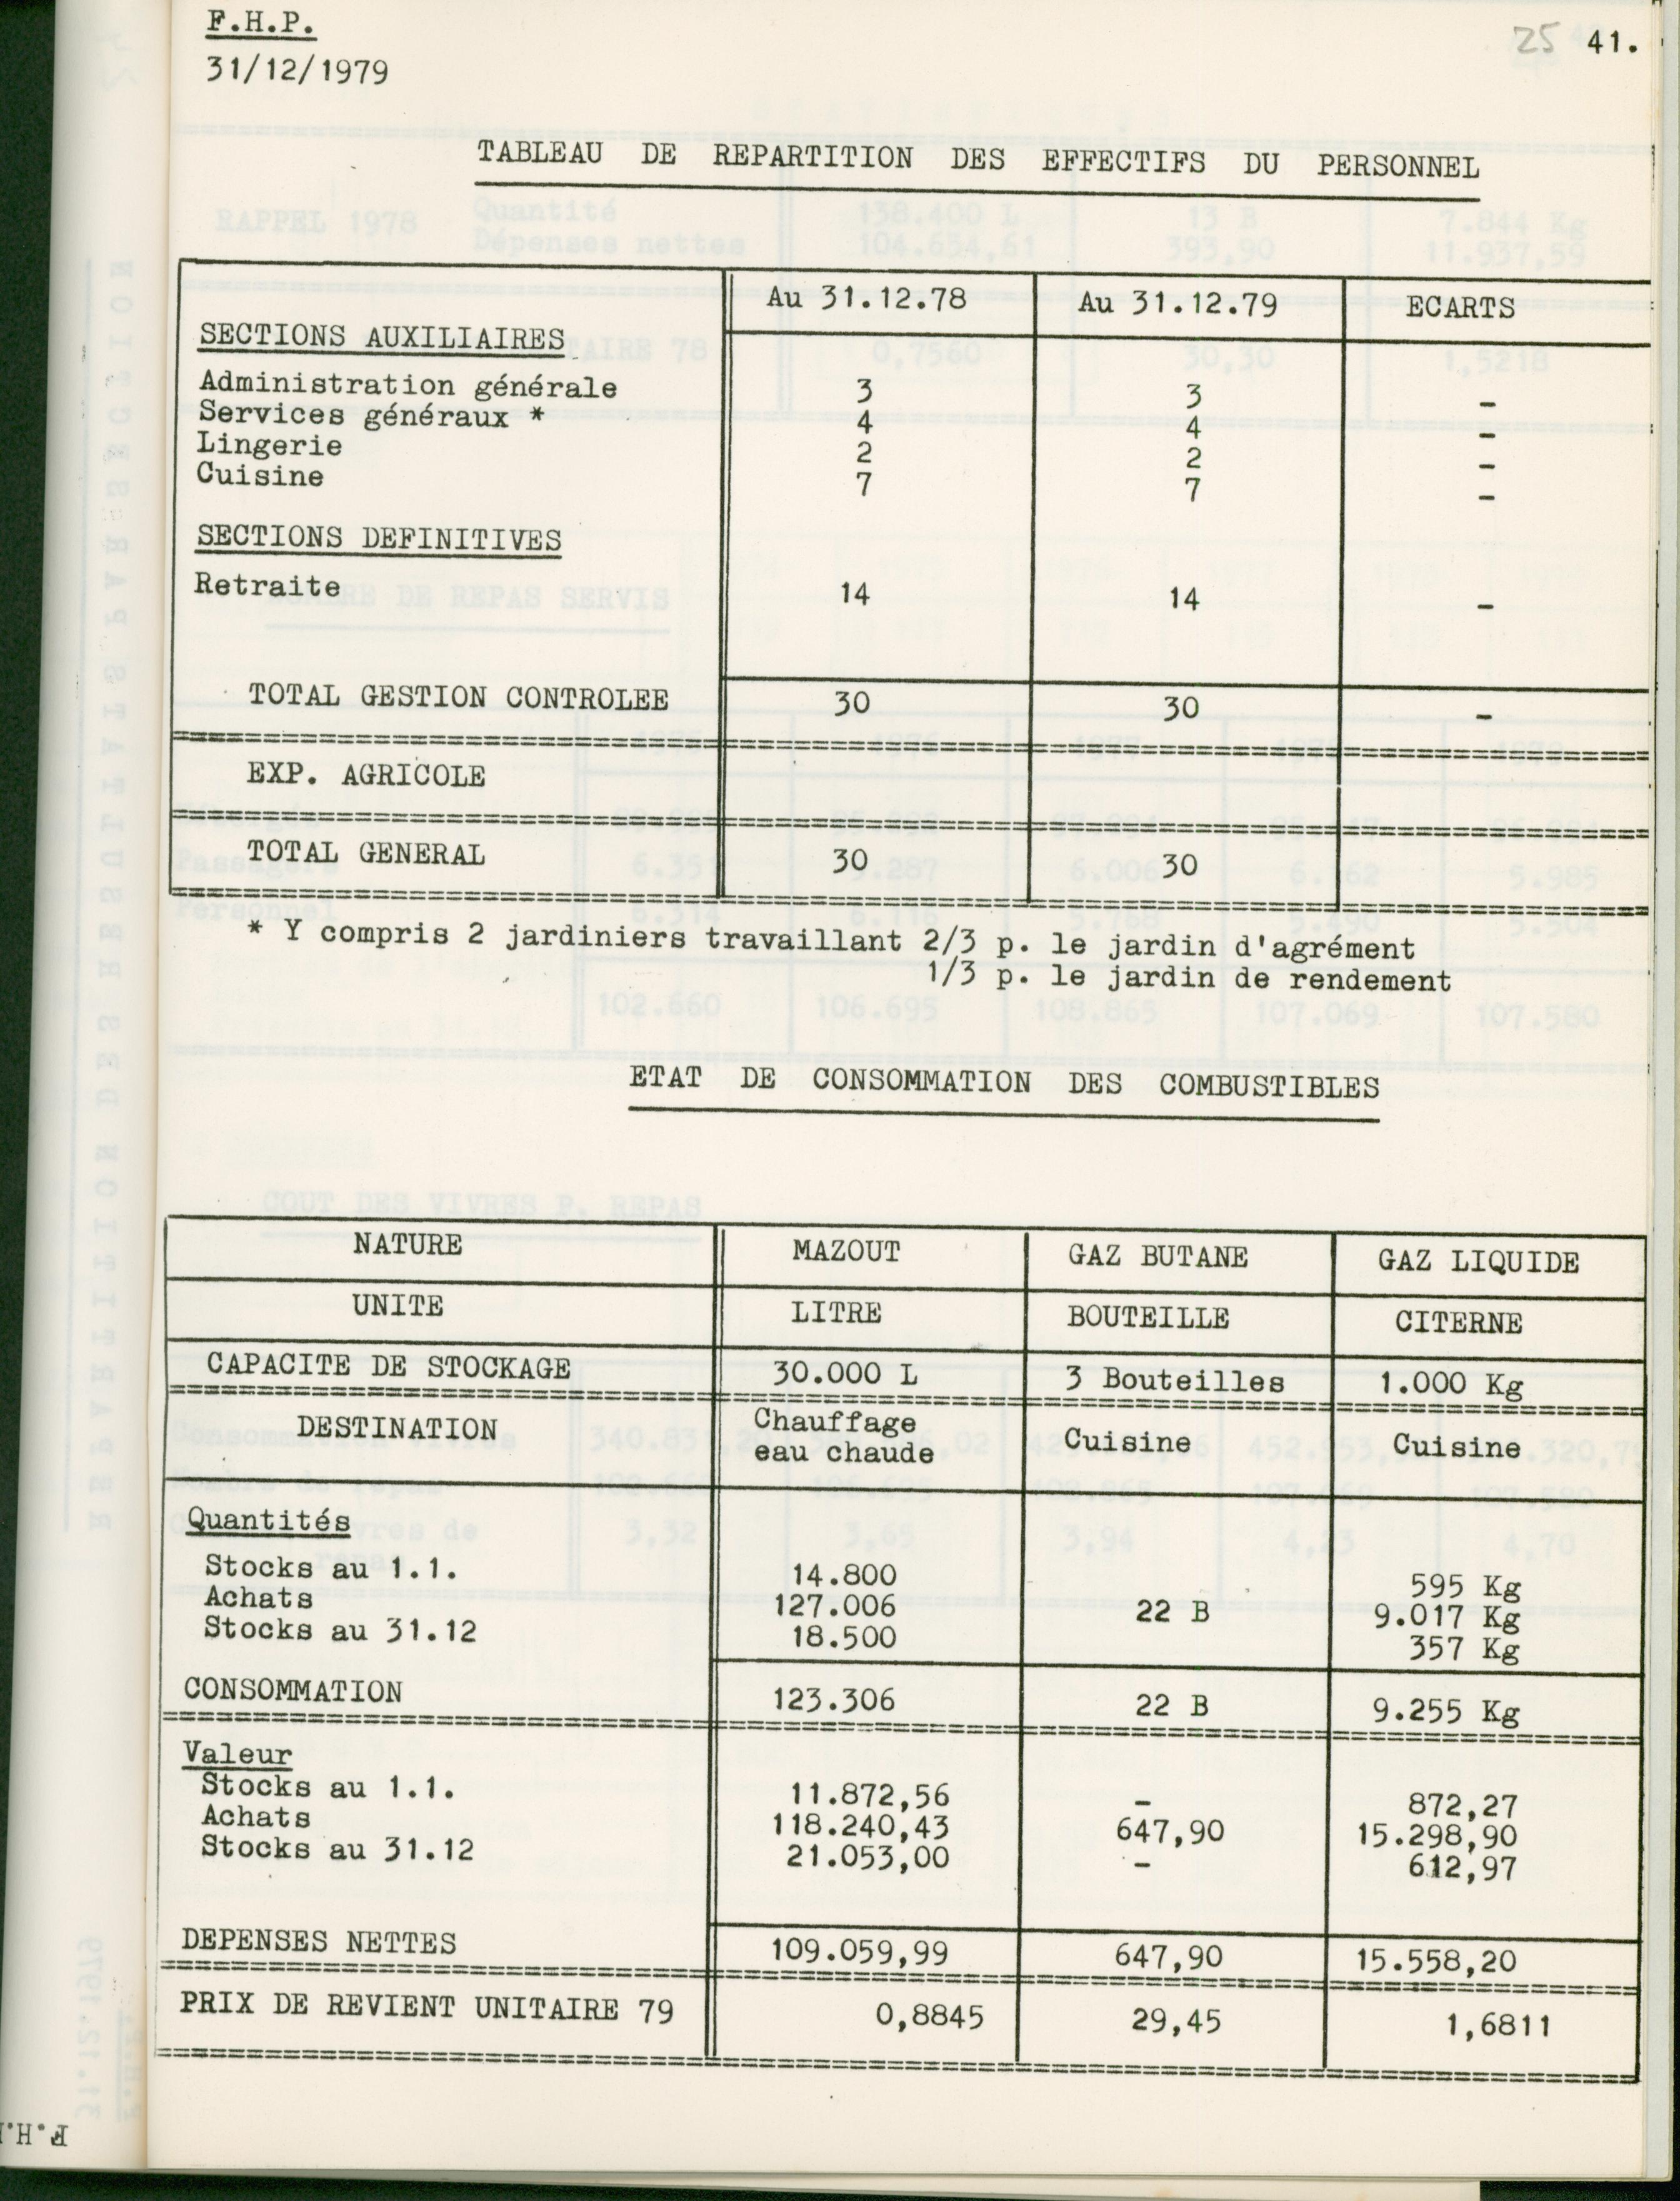 F.H.P.
25 41.
31/12/1979
TABLEAU DE REPARTITION DES EFFECTIFS DU PERSONNEL
Au 31.12.78 Au 31.12.79 ECARTS
SECTIONS AUXILIAIRES
Administration générale 3 3 -
Services généraux * 4 4 -
Lingerie 2 2 -
Cuisine 7 7 -
SECTIONS DEFINITIVES
Retraite 14 14 -
TOTAL GESTION CONTROLEE 30 30 -
EXP. AGRICOLE
TOTAL GENERAL 30 30
* Y compris 2 jardiniers travaillant 2/3 p. le jardin d'agrément
1/3 p. le jardin de rendement
ETAT DE CONSOMMATION DES COMBUSTIBLES
NATURE MAZOUT GAZ BUTANE GAZ LIQUIDE
UNITE LITRE BOUTEILLE CITERNE
CAPACITE DE STOCKAGE 30.000 L 3 Bouteilles 1.000 Kg
DESTINATION Chauffage eau chaude Cuisine Cuisine
Quantités
Stocks au 1.1. 14.800 595 Kg
Achats 127.006 22 B 9.017 Kg
Stocks au 31.12 18.500 357 Kg
CONSOMMATION 123.306 22 B 9.255 Kg
Valeur
Stocks au 1.1. 11.872,56 - 872,27
Achats 118.240,43 647,90 15.298,90
Stocks au 31.12 21.053,00 - 612,97
DEPENSES NETTES 109.059,99 647,90 15.558,20
PRIX DE REVIENT UNITAIRE 79 0,8845 29,45 1,6811